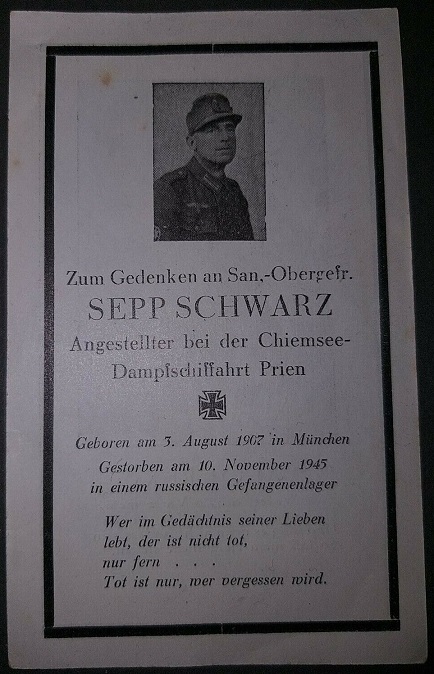 Zum Gedenken an San.-Obergefr.
SEPP SCHWARZ
Angestellter bei der Chiemsee-
Dampfschiffahrt Prien
Geboren am 3. August 1907 in München
Gestorben am 10. November 1945
in einem russischen Gefangenenlager
Wer im Gedächtnis seiner Lieben
lebt, der ist nicht tot,
nur fern . . .
Tot ist nur, wer vergessen wird.